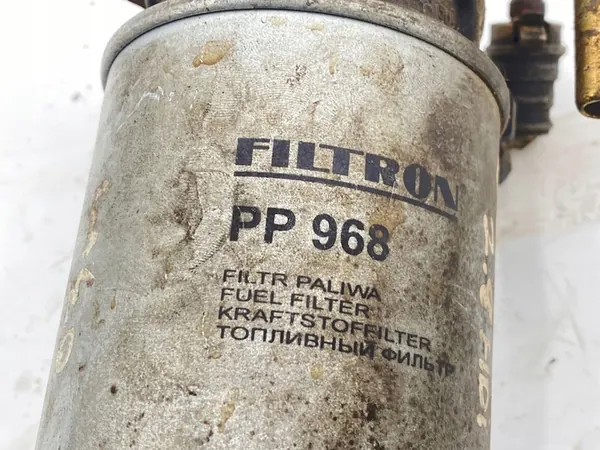 FILTRON
PP 968
FILTR PALIWA
FUEL FILTER
KRAFTSTOFFILTER
ТОПЛИВНЫЙ ФИЛЬТР